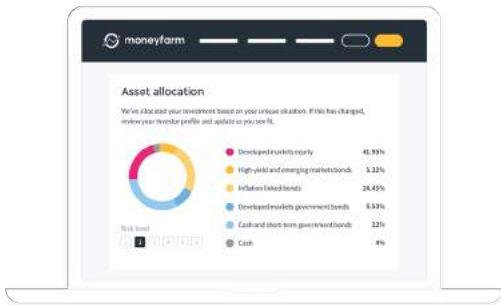 moneyfarm
Asset allocation
We've allocated your investment based on your unique situation. If this has changed,
review your investor profile and update as you see fit.
Developed markets equity 41.93%
High-yield and emerging markets bonds 5.32%
Inflation linked bonds 24.45%
Developed markets government bonds 5.53%
Cash and short-term government bonds 22%
Cash 4%
Risk level
2